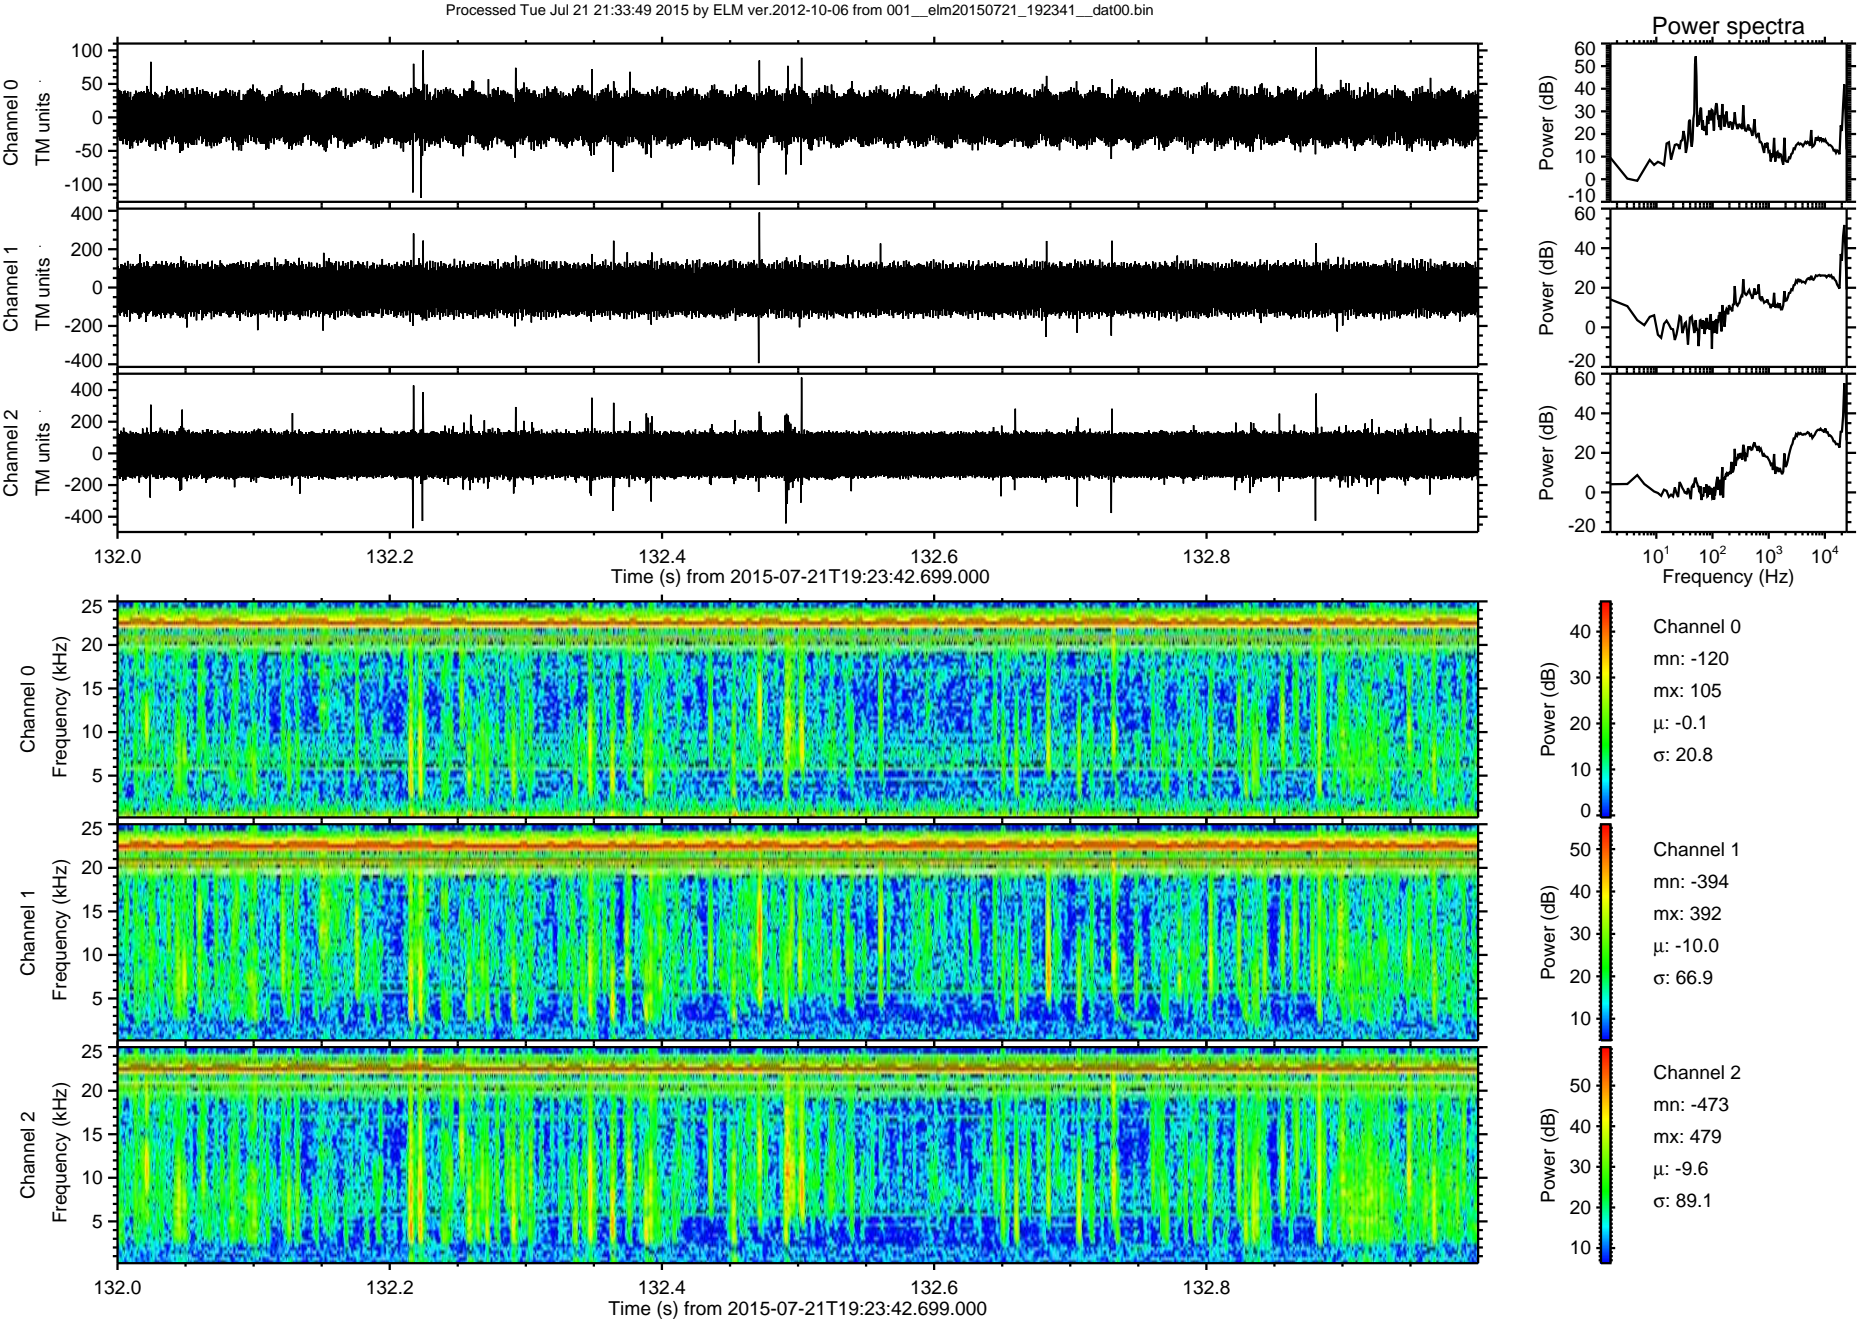 Processed Tue Jul 21 21:33:49 2015 by ELM ver.2012-10-06 from 001__elm20150721_192341__dat00.bin
Power spectra
Channel 0
TM units
100
50
0
-50
-100
Power (dB)
60
50
40
30
20
10
0
-10
Channel 1
TM units
400
200
0
-200
-400
Power (dB)
60
40
20
0
-20
Channel 2
TM units
400
200
0
-200
-400
Power (dB)
60
40
20
0
-20
132.0 132.2 132.4 132.6 132.8
Time (s) from 2015-07-21T19:23:42.699.000
10^1 10^2 10^3 10^4
Frequency (Hz)
Channel 0
Frequency (kHz)
25
20
15
10
5
Power (dB)
40
30
20
10
0
Channel 0
mn: -120
mx: 105
μ: -0.1
σ: 20.8
Channel 1
Frequency (kHz)
25
20
15
10
5
Power (dB)
50
40
30
20
10
Channel 1
mn: -394
mx: 392
μ: -10.0
σ: 66.9
Channel 2
Frequency (kHz)
25
20
15
10
5
Power (dB)
50
40
30
20
10
Channel 2
mn: -473
mx: 479
μ: -9.6
σ: 89.1
132.0 132.2 132.4 132.6 132.8
Time (s) from 2015-07-21T19:23:42.699.000